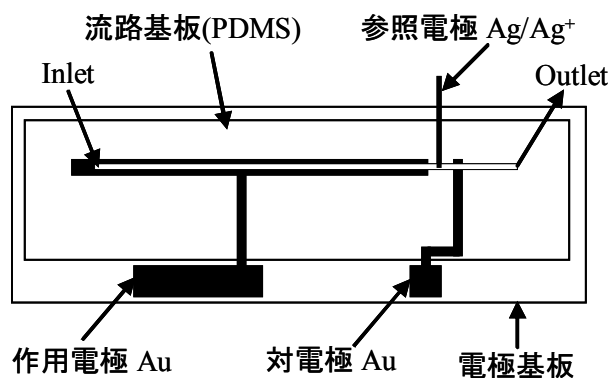 流路基板(PDMS)
参照電極 Ag/Ag⁺
Inlet
Outlet
作用電極 Au
対電極 Au
電極基板